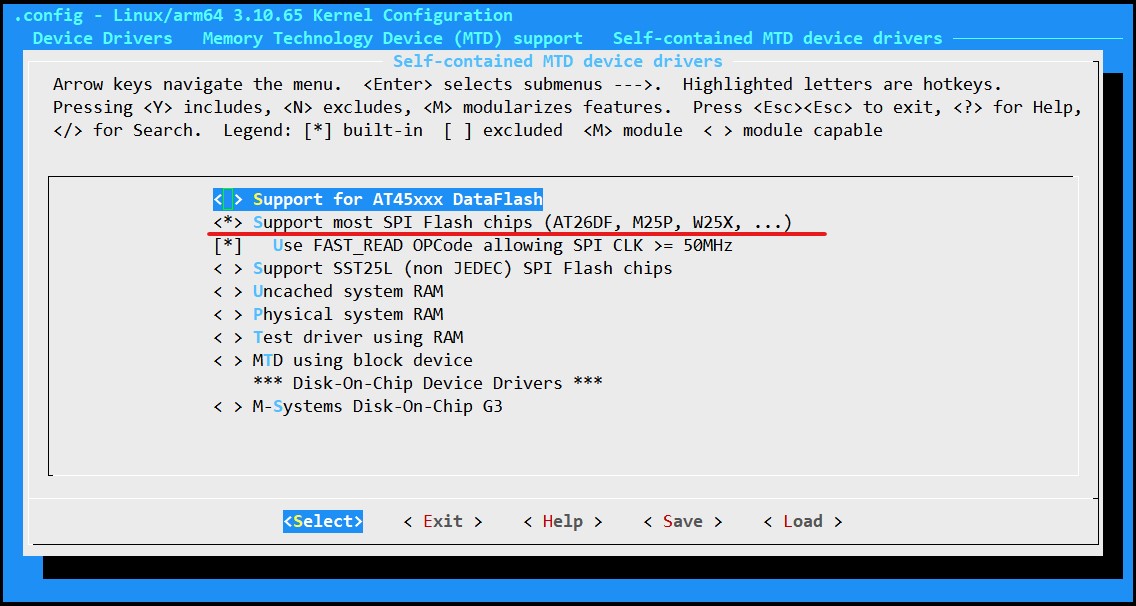 .config - Linux/arm64 3.10.65 Kernel Configuration
Device Drivers   Memory Technology Device (MTD) support   Self-contained MTD device drivers
Self-contained MTD device drivers
Arrow keys navigate the menu.  <Enter> selects submenus --->.  Highlighted letters are hotkeys.
Pressing <Y> includes, <N> excludes, <M> modularizes features.  Press <Esc><Esc> to exit, <?> for Help,
</> for Search.  Legend: [*] built-in  [ ] excluded  <M> module  < > module capable
< > Support for AT45xxx DataFlash
<*> Support most SPI Flash chips (AT26DF, M25P, W25X, ...)
[*]   Use FAST_READ OPCode allowing SPI CLK >= 50MHz
< > Support SST25L (non JEDEC) SPI Flash chips
< > Uncached system RAM
< > Physical system RAM
< > Test driver using RAM
< > MTD using block device
*** Disk-On-Chip Device Drivers ***
< > M-Systems Disk-On-Chip G3
<Select>    < Exit >    < Help >    < Save >    < Load >